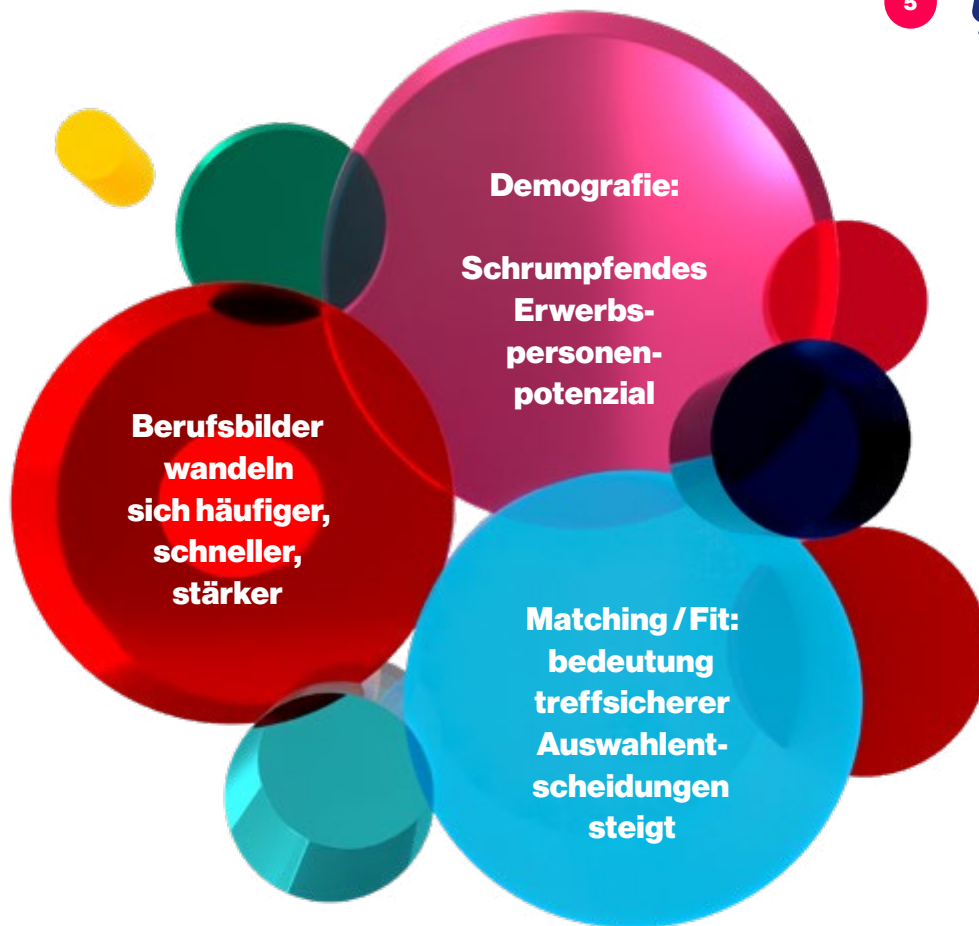 5
Demografie:
Schrumpfendes
Erwerbs-
personen-
potenzial
Berufsbilder
wandeln
sich häufiger,
schneller,
stärker
Matching / Fit:
bedeutung
treffsicherer
Auswahlent-
scheidungen
steigt